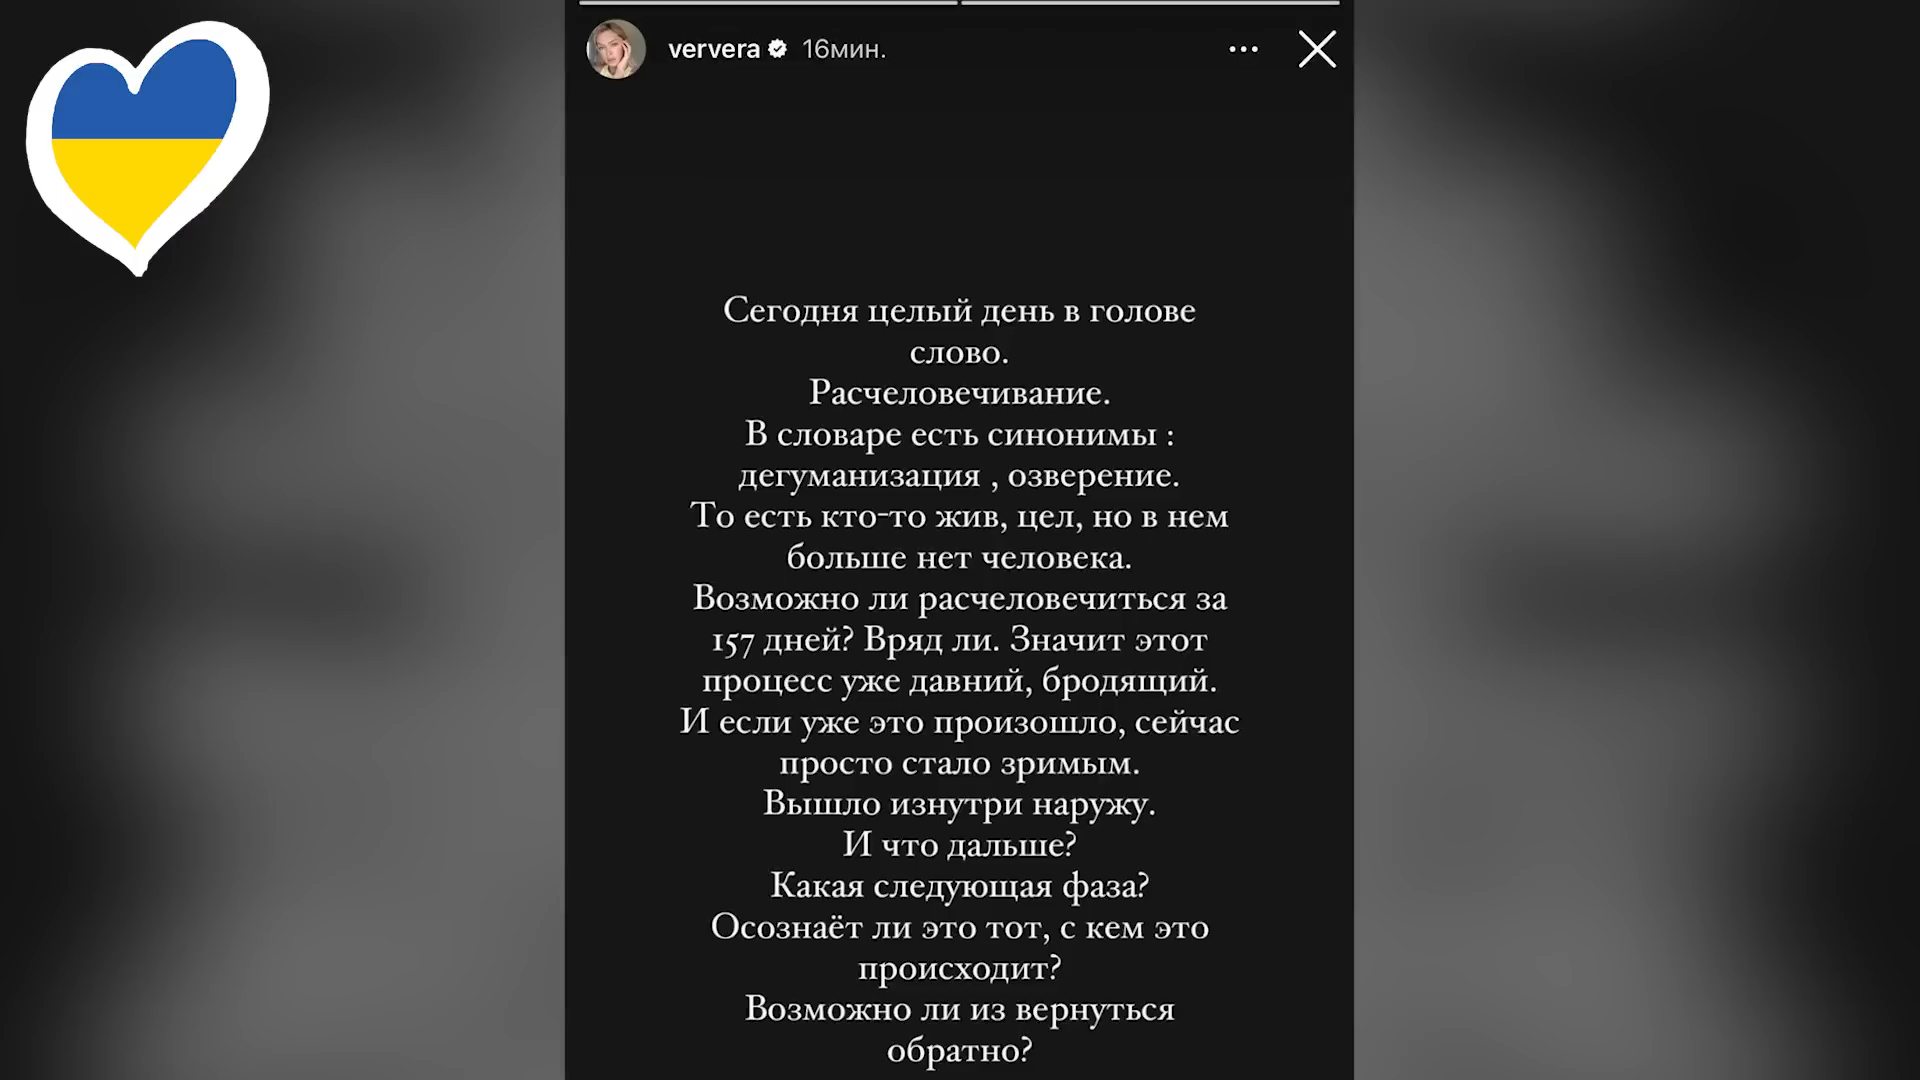 ververa 16мин.
Сегодня целый день в голове
слово.
Расчеловечивание.
В словаре есть синонимы :
дегуманизация , озверение.
То есть кто-то жив, цел, но в нем
больше нет человека.
Возможно ли расчеловечиться за
157 дней? Вряд ли. Значит этот
процесс уже давний, бродящий.
И если уже это произошло, сейчас
просто стало зримым.
Вышло изнутри наружу.
И что дальше?
Какая следующая фаза?
Осознаёт ли это тот, с кем это
происходит?
Возможно ли из вернуться
обратно?